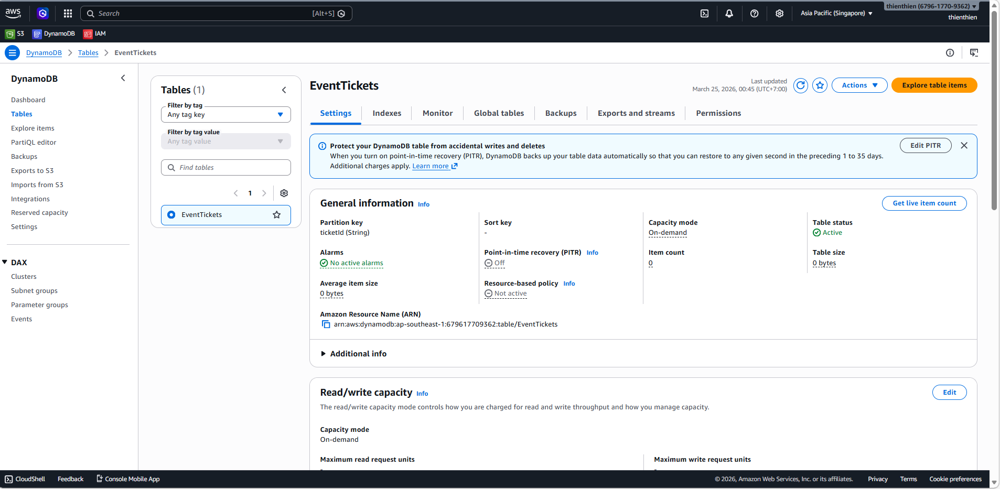 aws
Search
[Alt+S]
Asia Pacific (Singapore)
thienthien (6796-1770-9362)
thienthien
S3
DynamoDB
IAM
DynamoDB
Tables
EventTickets
DynamoDB
Dashboard
Tables
Explore items
PartiQL editor
Backups
Exports to S3
Imports from S3
Integrations
Reserved capacity
Settings
DAX
Clusters
Subnet groups
Parameter groups
Events
Tables (1)
Filter by tag
Any tag key
Filter by tag value
Any tag value
Find tables
1
EventTickets
EventTickets
Last updated
March 25, 2026, 00:45 (UTC+7:00)
Actions
Explore table items
Settings
Indexes
Monitor
Global tables
Backups
Exports and streams
Permissions
Protect your DynamoDB table from accidental writes and deletes
When you turn on point-in-time recovery (PITR), DynamoDB backs up your table data automatically so that you can restore to any given second in the preceding 1 to 35 days.
Additional charges apply. Learn more
Edit PITR
General information Info
Get live item count
Partition key
ticketId (String)
Sort key
-
Capacity mode
On-demand
Table status
Active
Alarms
No active alarms
Point-in-time recovery (PITR) Info
Off
Item count
0
Table size
0 bytes
Average item size
0 bytes
Resource-based policy Info
Not active
Amazon Resource Name (ARN)
arn:aws:dynamodb:ap-southeast-1:679617709362:table/EventTickets
Additional info
Read/write capacity Info
Edit
The read/write capacity mode controls how you are charged for read and write throughput and how you manage capacity.
Capacity mode
On-demand
Maximum read request units
-
Maximum write request units
-
CloudShell
Feedback
Console Mobile App
© 2026, Amazon Web Services, Inc. or its affiliates.
Privacy
Terms
Cookie preferences